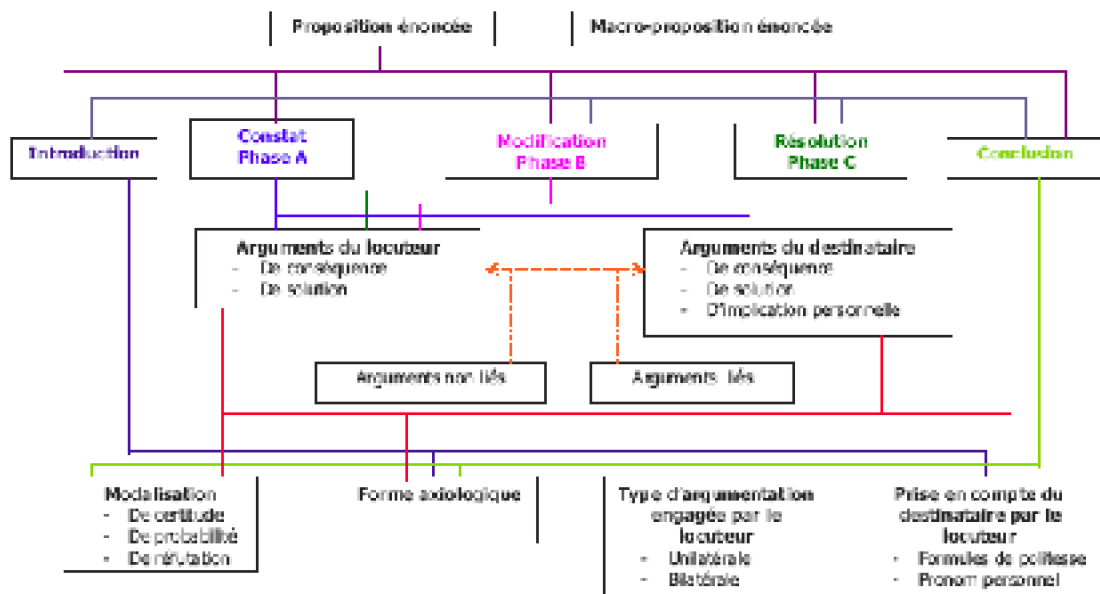 Proposition énoncée
Macro-proposition énoncée
Introduction
Constat
Phase A
Modification
Phase B
Résolution
Phase C
Conclusion
Arguments du locuteur
- De conséquence
- De solution
Arguments du destinataire
- De conséquence
- De solution
- D'implication personnelle
Arguments non liés
Arguments liés
Modalisation
- De certitude
- De probabilité
- De réfutation
Forme axiologique
Type d'argumentation
engagée par le
locuteur
- Unilatérale
- Bilatérale
Prise en compte du
destinataire par le
locuteur
- Formules de politesse
- Pronom personnel